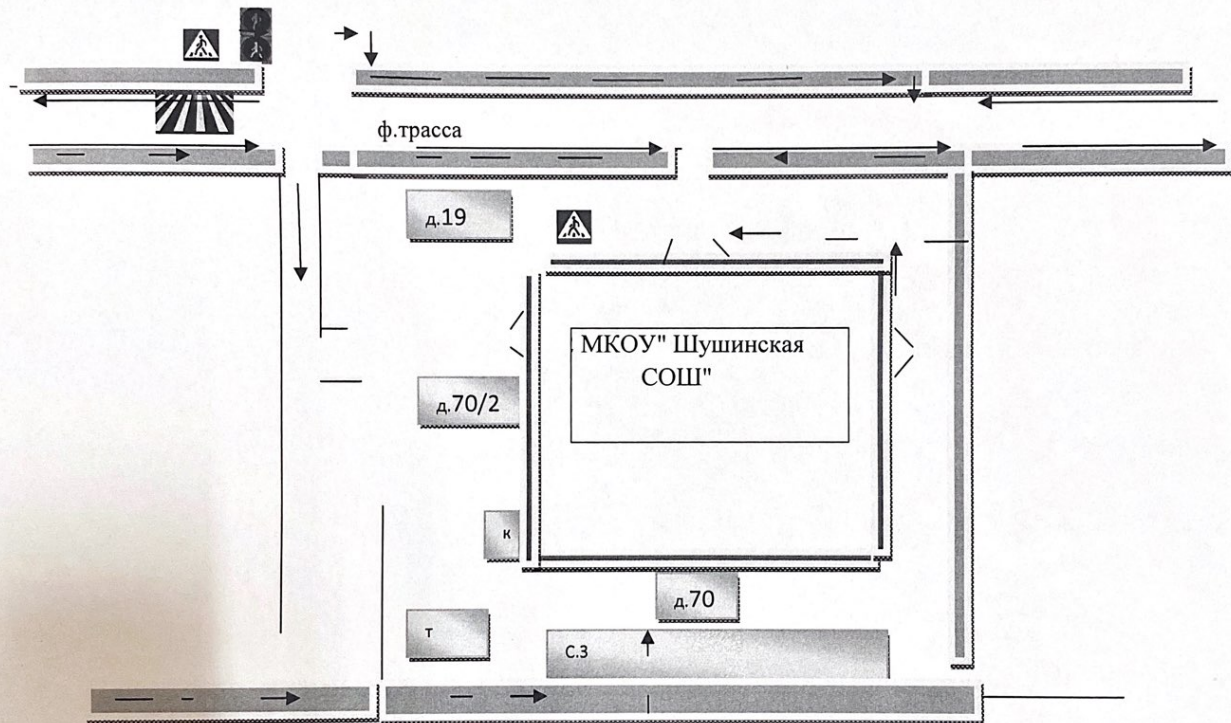 ф.трасса
д.19
МКОУ" Шушинская
СОШ"
д.70/2
к
д.70
т
С.З